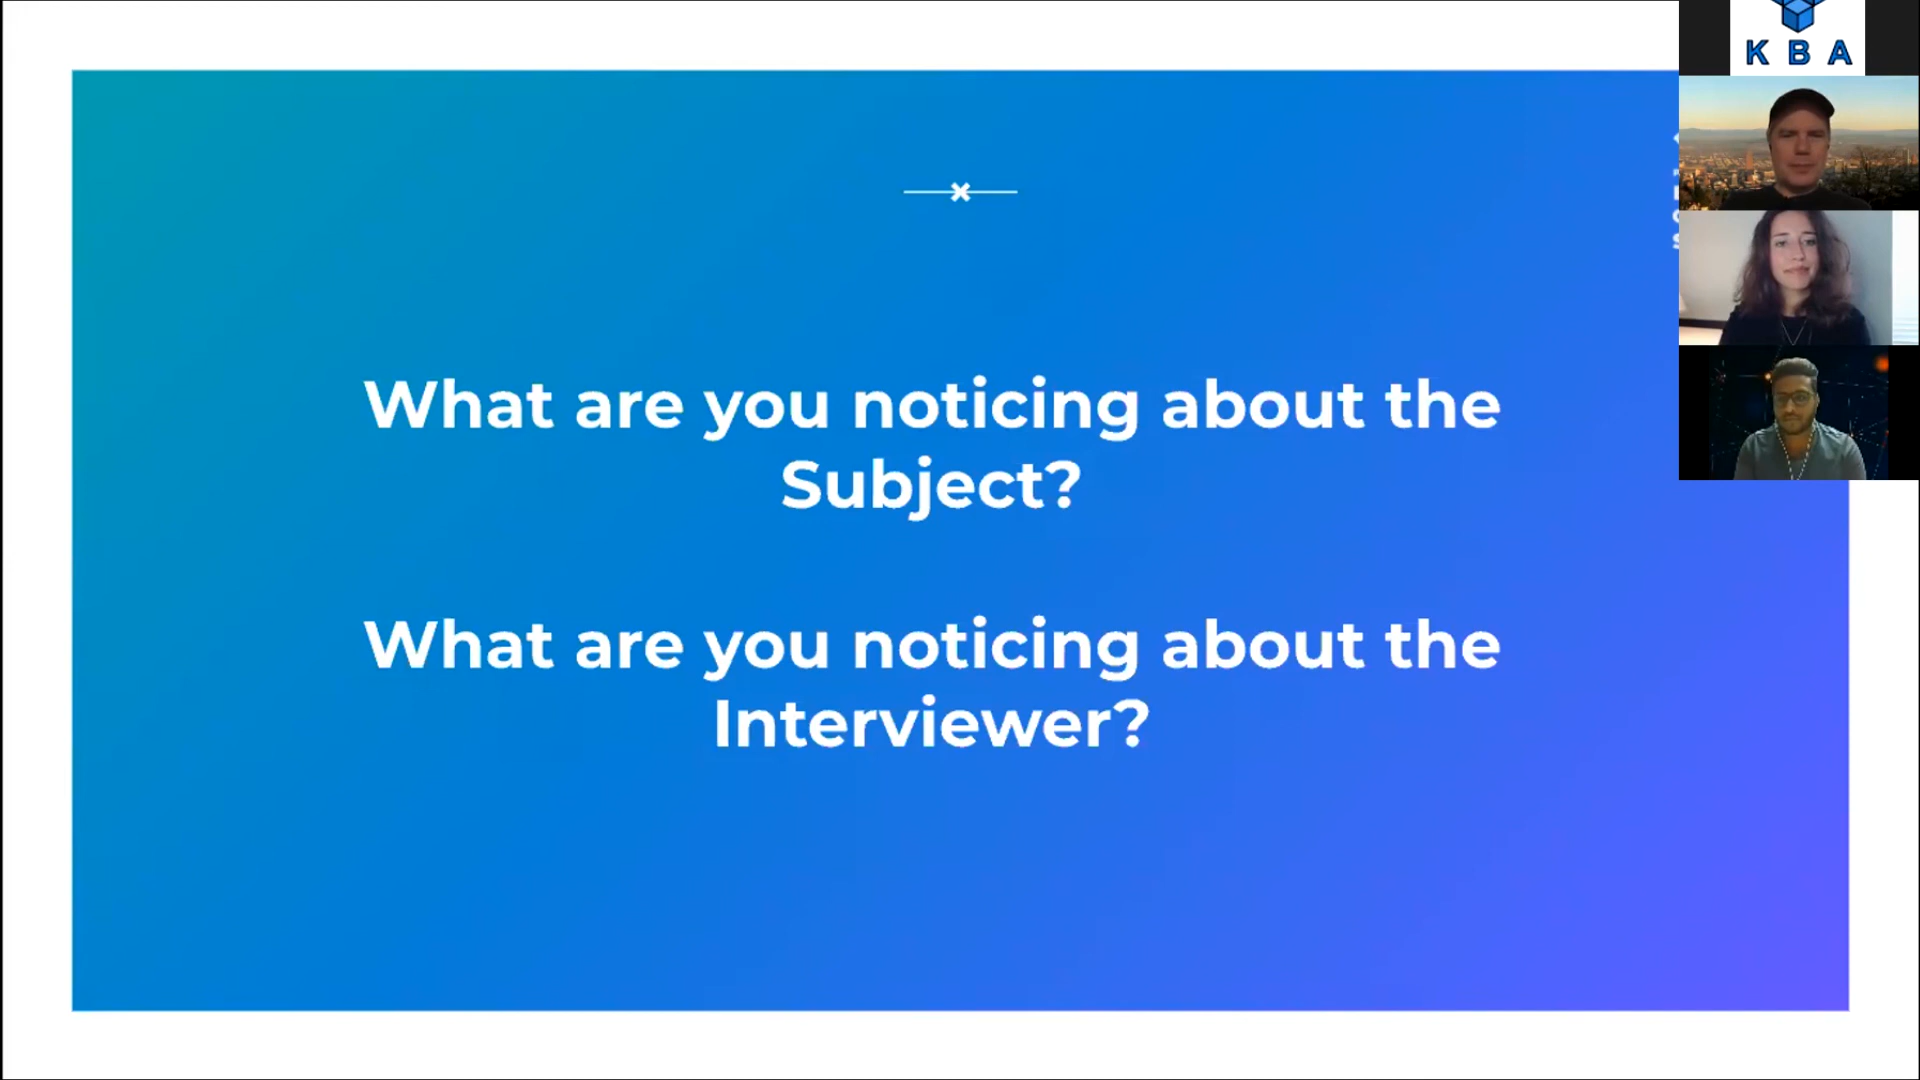 K B A
What are you noticing about the
Subject?
What are you noticing about the
Interviewer?